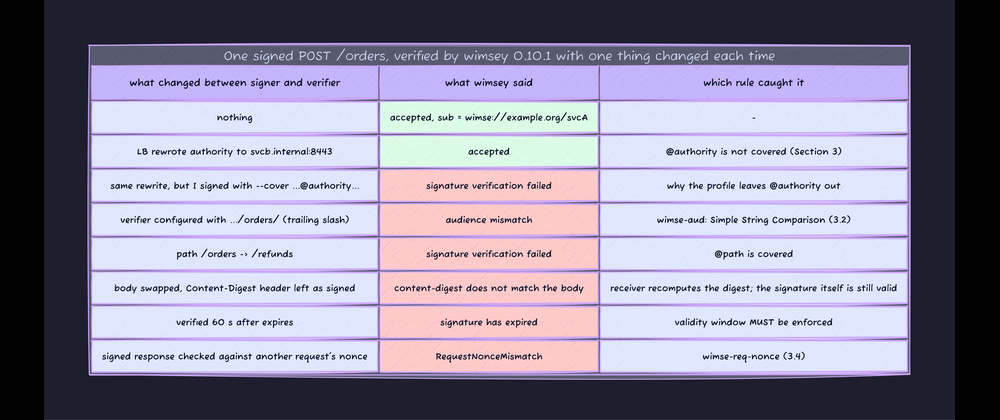 One signed POST /orders, verified by wimsey 0.10.1 with one thing changed each time
what changed between signer and verifier what wimsey said which rule caught it
nothing accepted, sub = wimse://example.org/svcA -
LB rewrote authority to svcb.internal:8443 accepted @authority is not covered (Section 3)
same rewrite, but I signed with --cover ...@authority... signature verification failed why the profile leaves @authority out
verifier configured with .../orders/ (trailing slash) audience mismatch wimse-aud: Simple String Comparison (3.2)
path /orders -> /refunds signature verification failed @path is covered
body swapped, Content-Digest header left as signed content-digest does not match the body receiver recomputes the digest; the signature itself is still valid
verified 60 s after expires signature has expired validity window MUST be enforced
signed response checked against another request's nonce RequestNonceMismatch wimse-req-nonce (3.4)